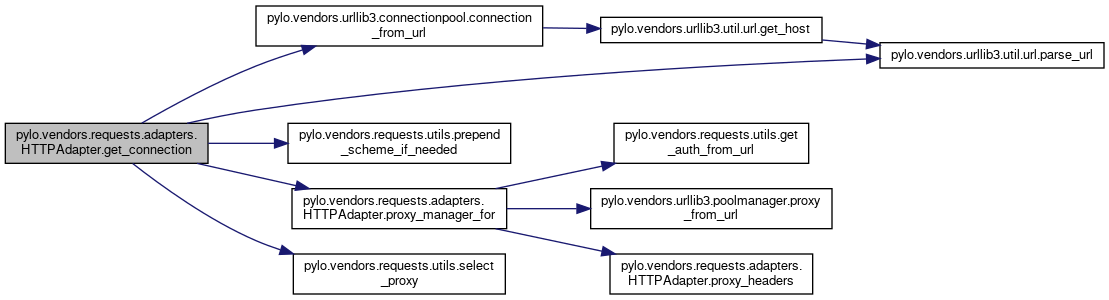 pylo.vendors.urllib3.connectionpool.connection
_from_url
pylo.vendors.urllib3.util.url.get_host
pylo.vendors.urllib3.util.url.parse_url
pylo.vendors.requests.adapters.
HTTPAdapter.get_connection
pylo.vendors.requests.utils.prepend
_scheme_if_needed
pylo.vendors.requests.utils.get
_auth_from_url
pylo.vendors.requests.adapters.
HTTPAdapter.proxy_manager_for
pylo.vendors.urllib3.poolmanager.proxy
_from_url
pylo.vendors.requests.utils.select
_proxy
pylo.vendors.requests.adapters.
HTTPAdapter.proxy_headers